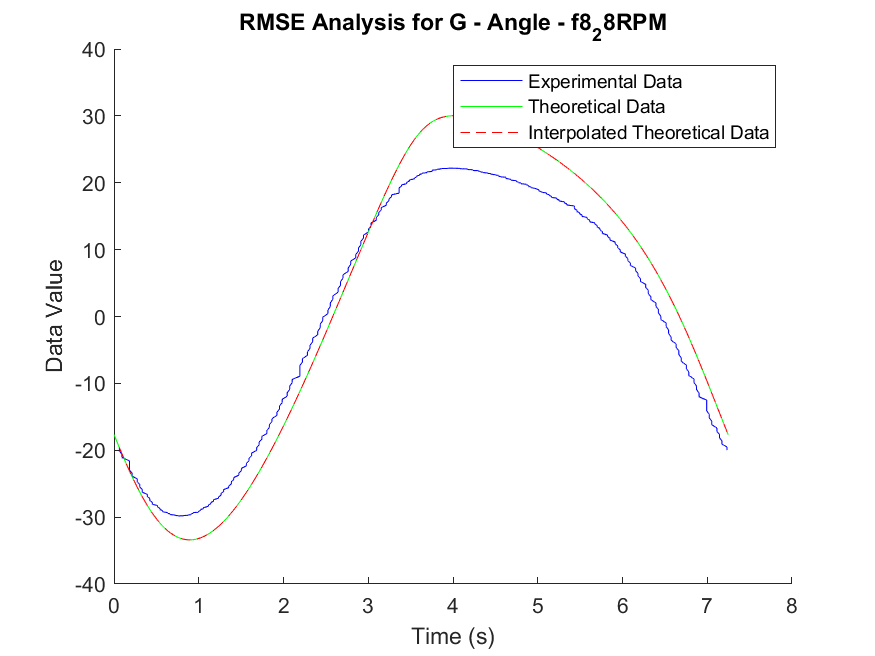 RMSE Analysis for G - Angle - f8₂8RPM
40
30
20
10
0
-10
-20
-30
-40
Data Value
Experimental Data
Theoretical Data
Interpolated Theoretical Data
0 1 2 3 4 5 6 7 8
Time (s)